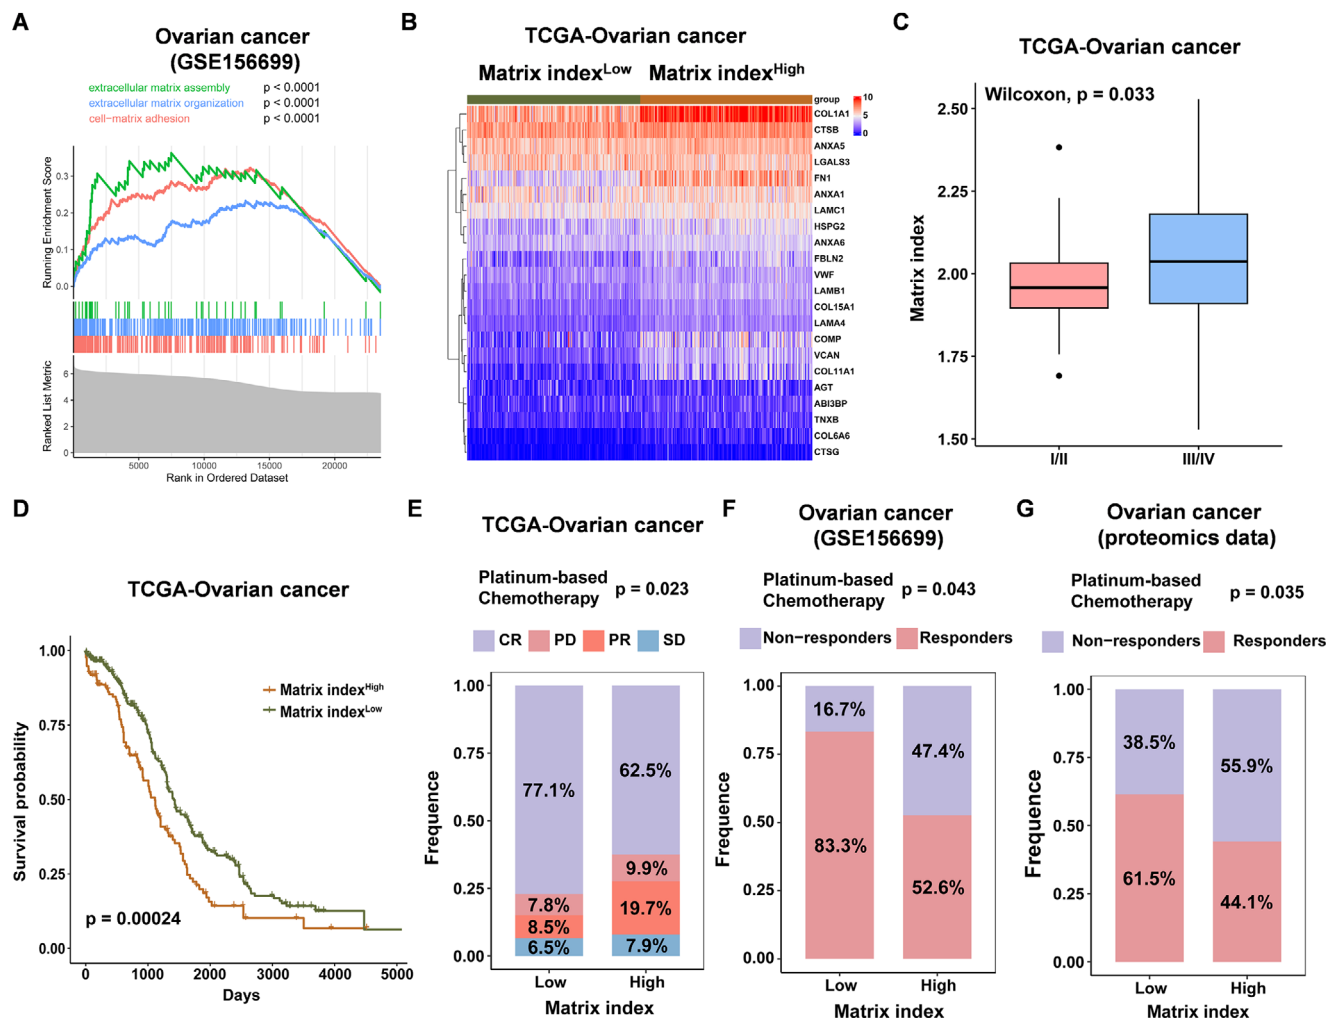 A
Ovarian cancer
(GSE156699)
extracellular matrix assembly p < 0.0001
extracellular matrix organization p < 0.0001
cell-matrix adhesion p < 0.0001
Running Enrichment Score
0.3
0.2
0.1
0.0
Ranked List Metric
6
4
2
0
5000 10000 15000 20000
Rank in Ordered Dataset
B
TCGA-Ovarian cancer
Matrix indexLow Matrix indexHigh
group
COL1A1
CTSB
ANXA5
LGALS3
FN1
ANXA1
LAMC1
HSPG2
ANXA6
FBLN2
VWF
LAMB1
COL15A1
LAMA4
COMP
VCAN
COL11A1
AGT
ABI3BP
TNXB
COL6A6
CTSG
10
5
0
C
TCGA-Ovarian cancer
Wilcoxon, p = 0.033
Matrix index
2.50
2.25
2.00
1.75
1.50
I/II III/IV
D
TCGA-Ovarian cancer
Matrix indexHigh
Matrix indexLow
Survival probability
1.00
0.75
0.50
0.25
0.00
p = 0.00024
0 1000 2000 3000 4000 5000
Days
E
TCGA-Ovarian cancer
Platinum-based
Chemotherapy p = 0.023
CR PD PR SD
Frequence
1.00
0.75
0.50
0.25
0.00
77.1%
7.8%
8.5%
6.5%
62.5%
9.9%
19.7%
7.9%
Low High
Matrix index
F
Ovarian cancer
(GSE156699)
Platinum-based
Chemotherapy p = 0.043
Non−responders Responders
Frequence
1.00
0.75
0.50
0.25
0.00
16.7%
83.3%
47.4%
52.6%
Low High
Matrix index
G
Ovarian cancer
(proteomics data)
Platinum-based
Chemotherapy p = 0.035
Non−responders Responders
Frequence
1.00
0.75
0.50
0.25
0.00
38.5%
61.5%
55.9%
44.1%
Low High
Matrix index